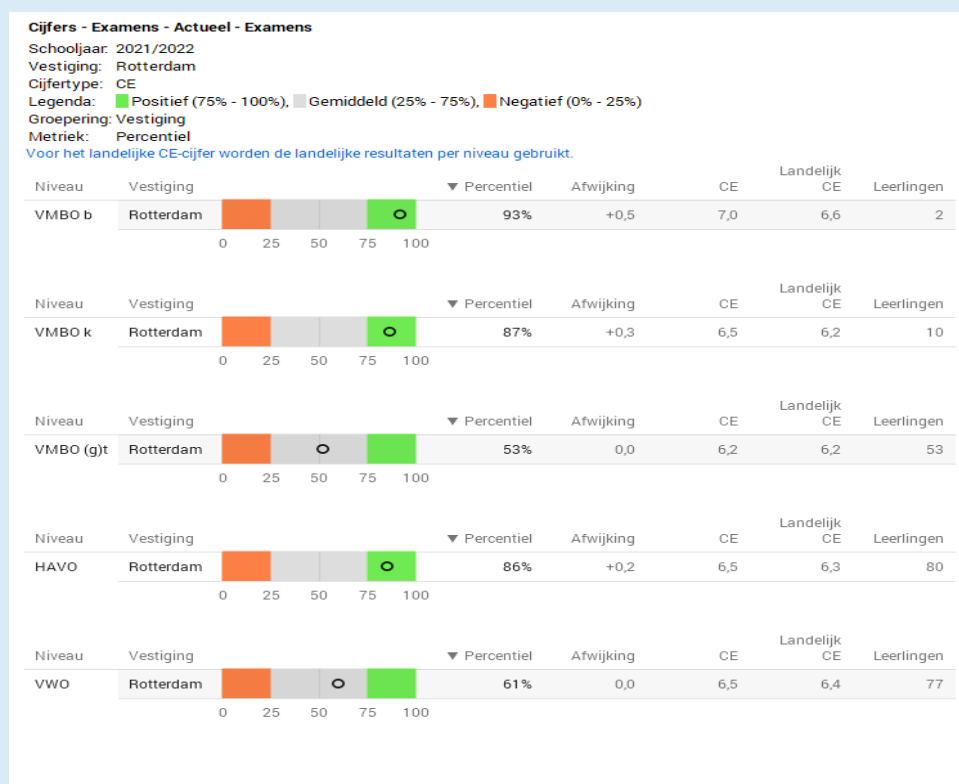 Cijfers - Examens - Actueel - Examens
Schooljaar: 2021/2022
Vestiging: Rotterdam
Cijfertype: CE
Legenda: Positief (75% - 100%), Gemiddeld (25% - 75%), Negatief (0% - 25%)
Groepering: Vestiging
Metriek: Percentiel
Voor het landelijke CE-cijfer worden de landelijke resultaten per niveau gebruikt.
Niveau Vestiging ▼ Percentiel Afwijking CE Landelijk CE Leerlingen
VMBO b Rotterdam 93% +0,5 7,0 6,6 2
0 25 50 75 100
Niveau Vestiging ▼ Percentiel Afwijking CE Landelijk CE Leerlingen
VMBO k Rotterdam 87% +0,3 6,5 6,2 10
0 25 50 75 100
Niveau Vestiging ▼ Percentiel Afwijking CE Landelijk CE Leerlingen
VMBO (g)t Rotterdam 53% 0,0 6,2 6,2 53
0 25 50 75 100
Niveau Vestiging ▼ Percentiel Afwijking CE Landelijk CE Leerlingen
HAVO Rotterdam 86% +0,2 6,5 6,3 80
0 25 50 75 100
Niveau Vestiging ▼ Percentiel Afwijking CE Landelijk CE Leerlingen
VWO Rotterdam 61% 0,0 6,5 6,4 77
0 25 50 75 100